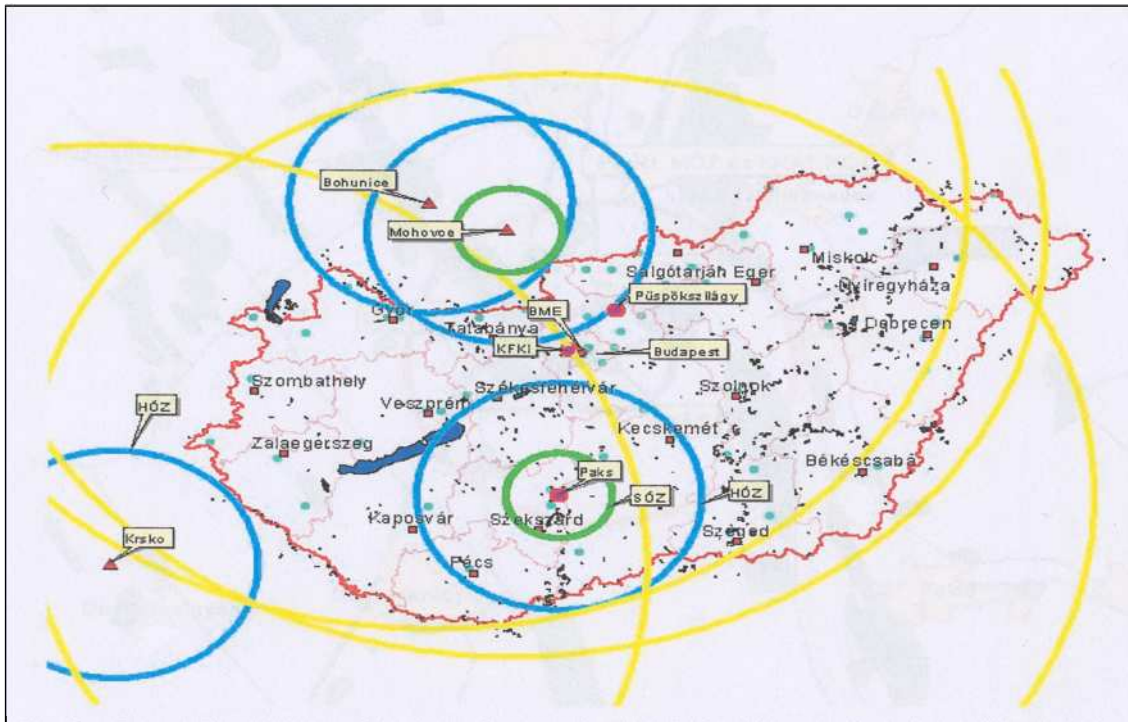 Bohunice
Mohovce
Salgótarján
Eger
Miskolc
Nyíregyháza
Püspökszilágy
Győr
Tatabánya
BME
Debrecen
KFKI
Budapest
Szombathely
Székesfehérvár
Szolnok
HÓZ
Veszprém
Zalaegerszeg
Kecskemét
Békéscsaba
Paks
SÓZ
HÓZ
Kaposvár
Szekszárd
Szeged
Krsko
Pécs